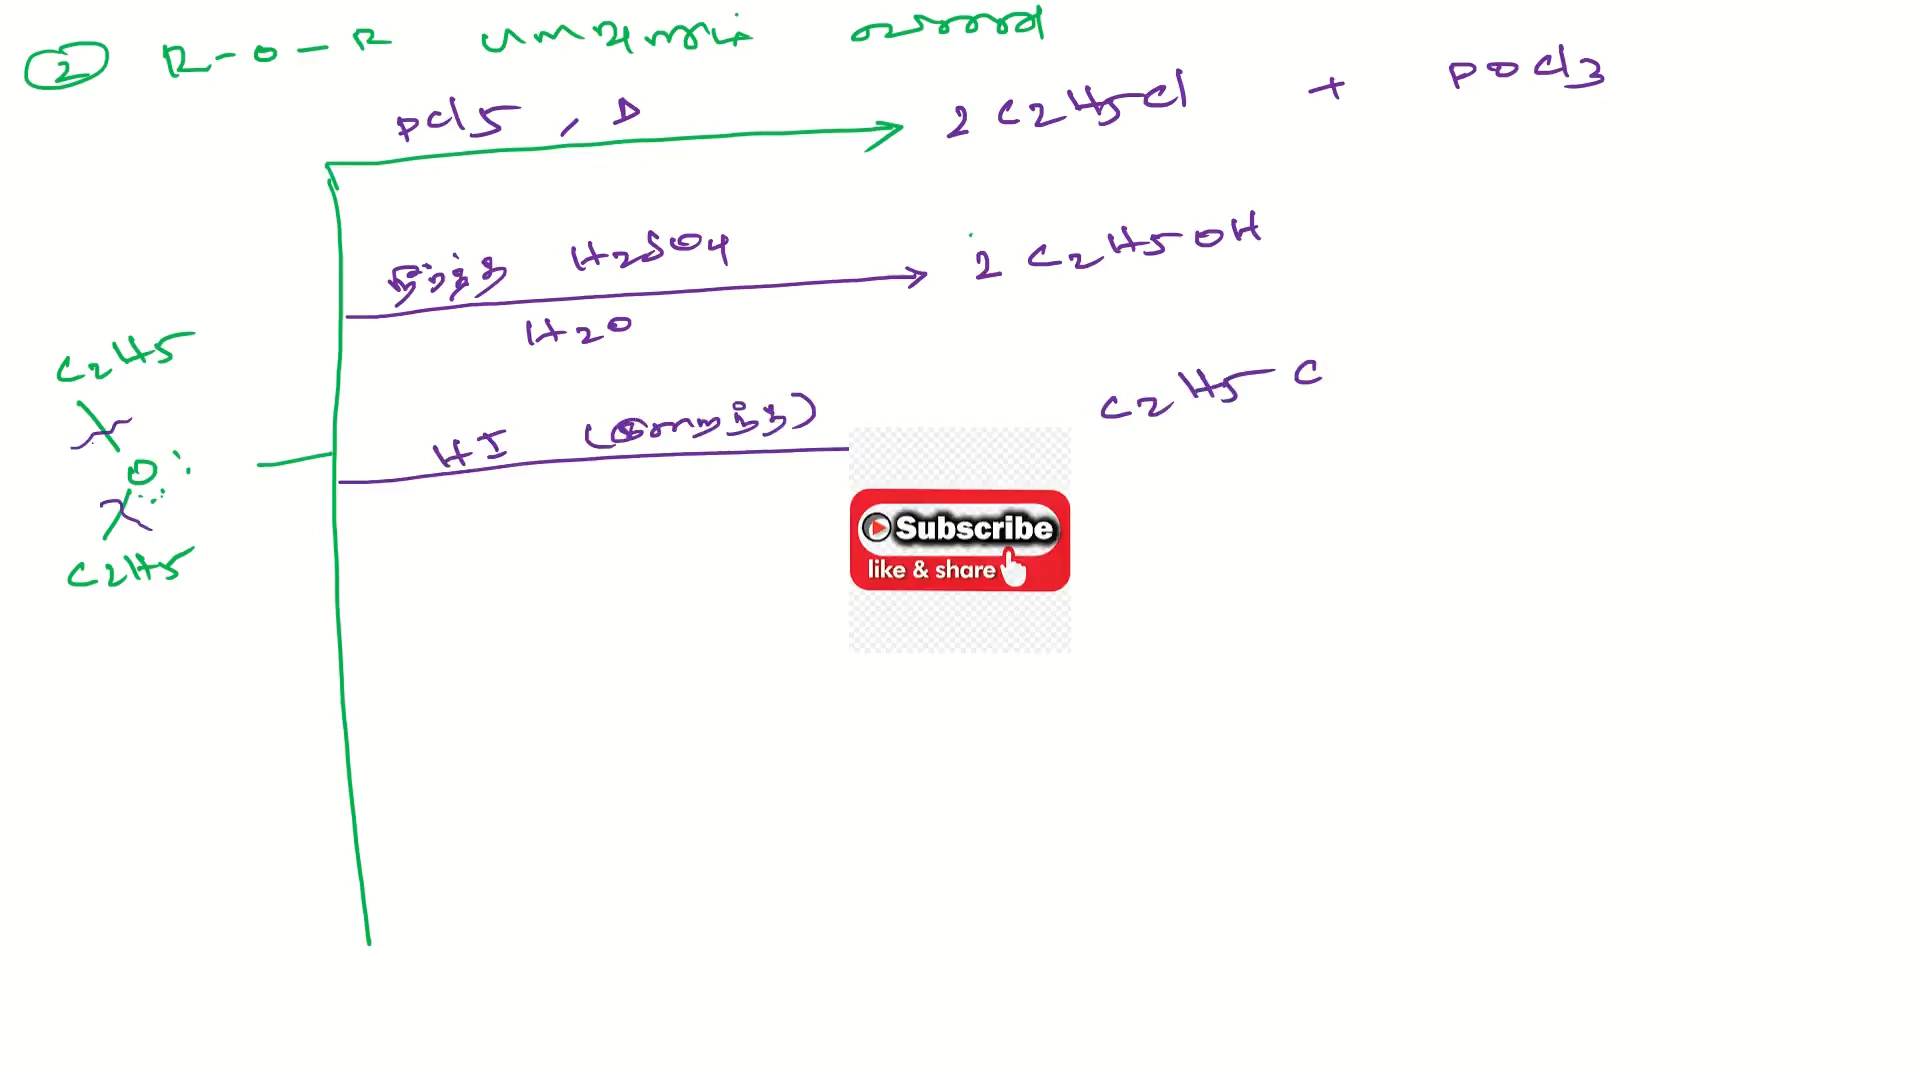 2 R-O-R
PCl5 , Δ 2 C2H5Cl + POCl3
H2SO4 2 C2H5OH
H2O
C2H5
HI C2H5 C
O
C2H5
Subscribe
like & share